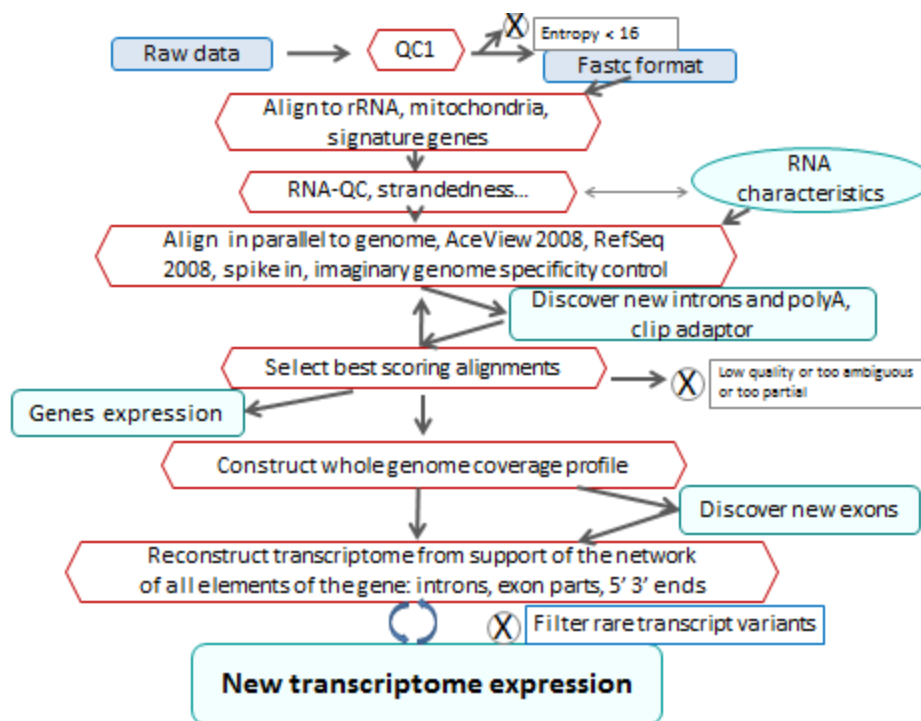 X
Entropy < 16
Raw data
QC1
Fastc format
Align to rRNA, mitochondria,
signature genes
RNA
characteristics
RNA-QC, strandedness...
Align in parallel to genome, AceView 2008, RefSeq
2008, spike in, imaginary genome specificity control
Discover new introns and polyA,
clip adaptor
Select best scoring alignments
X
Low quality or too ambiguous
or too partial
Genes expression
Construct whole genome coverage profile
Discover new exons
Reconstruct transcriptome from support of the network
of all elements of the gene: introns, exon parts, 5' 3' ends
X
Filter rare transcript variants
New transcriptome expression